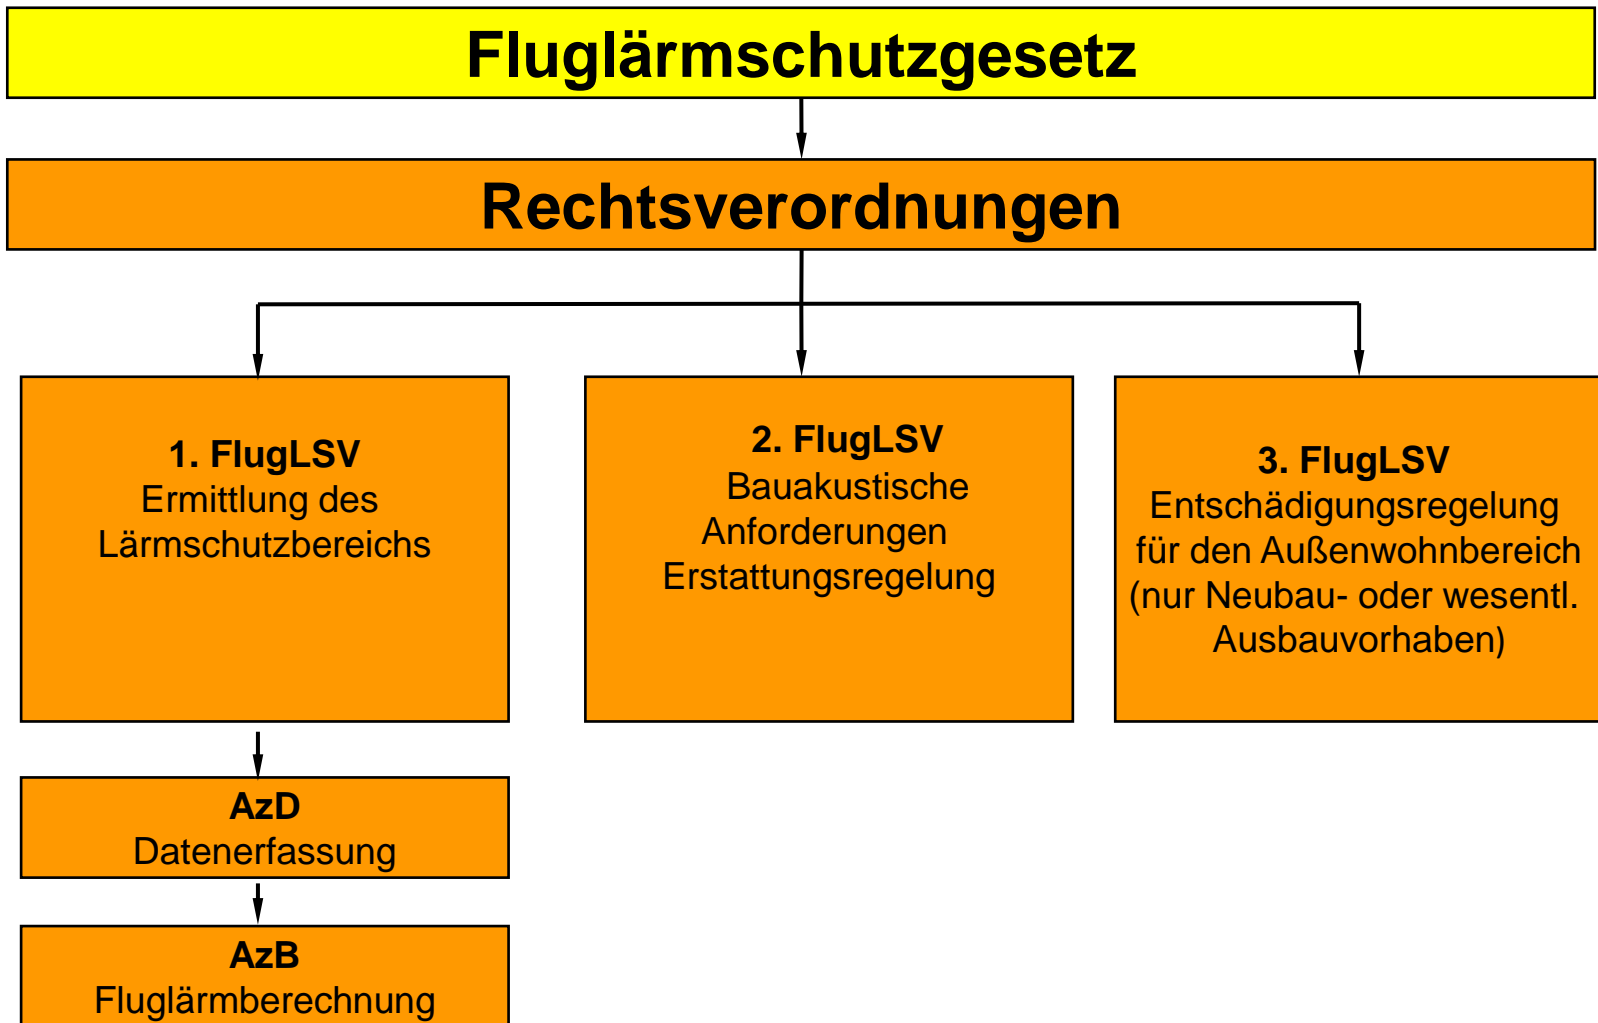 Fluglärmschutzgesetz
Rechtsverordnungen
1. FlugLSV
Ermittlung des
Lärmschutzbereichs
2. FlugLSV
Bauakustische
Anforderungen
Erstattungsregelung
3. FlugLSV
Entschädigungsregelung
für den Außenwohnbereich
(nur Neubau- oder wesentl.
Ausbauvorhaben)
AzD
Datenerfassung
AzB
Fluglärmberechnung